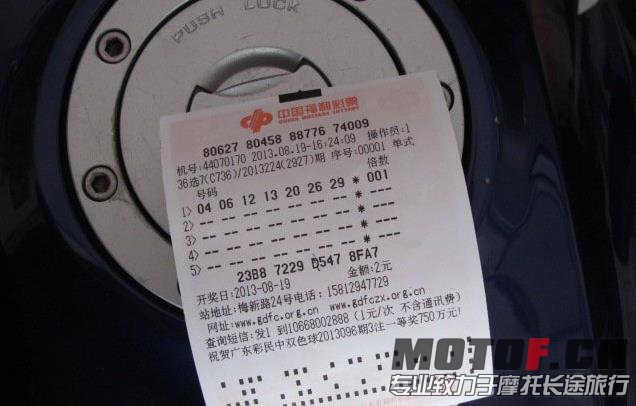 PUSH LOCK
中国福利彩票
CHINA WELFARE LOTTERY
80627 80458 88776 74009
机号:44070170 2013.08.19-16:24:09 操作员:1
36选7(C736)/2013224(2927)期 序号:00001 单式
号码 倍数
1> 04 06 12 13 20 26 29 * 001
2> -- -- -- -- -- -- -- * ---
3> -- -- -- -- -- -- -- * ---
4> -- -- -- -- -- -- -- * ---
5> -- -- -- -- -- -- -- * ---
23B8 7229 D547 8FA7
开奖日:2013-08-19 金额:2元
站地址:梅新路24号电话:15812947729
网址:www.gdfc.org.cn www.gdfczx.org.cn
查询短信:发1 到10668002888(1元/次 不含通讯费)
祝贺广东彩民中双色球2013096期3注一等奖750万元!
MOTOF.CN
专业致力于摩托长途旅行